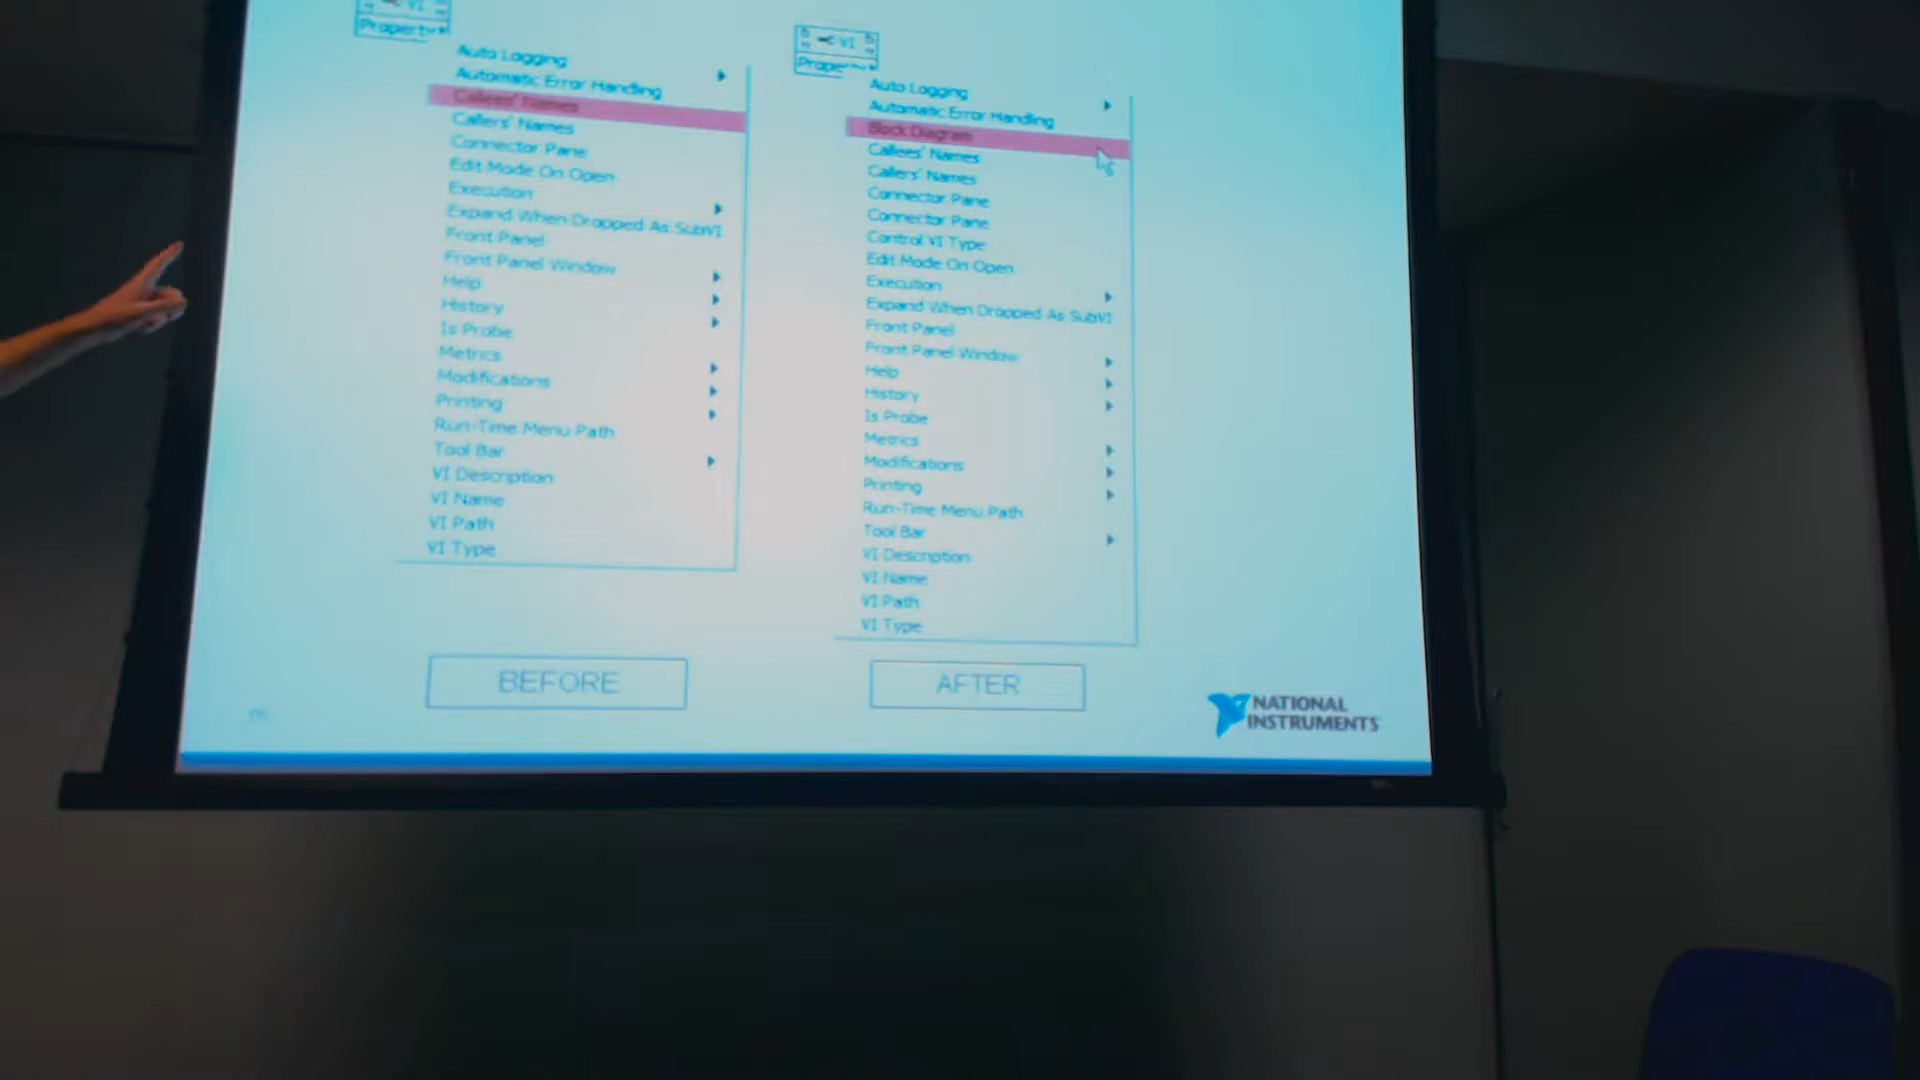 VI
Property
Auto Logging
Automatic Error Handling
Callees' Names
Callers' Names
Connector Pane
Edit Mode On Open
Execution
Expand When Dropped As SubVI
Front Panel
Front Panel Window
Help
History
Is Probe
Metrics
Modifications
Printing
Run-Time Menu Path
Tool Bar
VI Description
VI Name
VI Path
VI Type
BEFORE
VI
Property
Auto Logging
Automatic Error Handling
Block Diagram
Callees' Names
Callers' Names
Connector Pane
Connector Pane
Control VI Type
Edit Mode On Open
Execution
Expand When Dropped As SubVI
Front Panel
Front Panel Window
Help
History
Is Probe
Metrics
Modifications
Printing
Run-Time Menu Path
Tool Bar
VI Description
VI Name
VI Path
VI Type
AFTER
NATIONAL
INSTRUMENTS